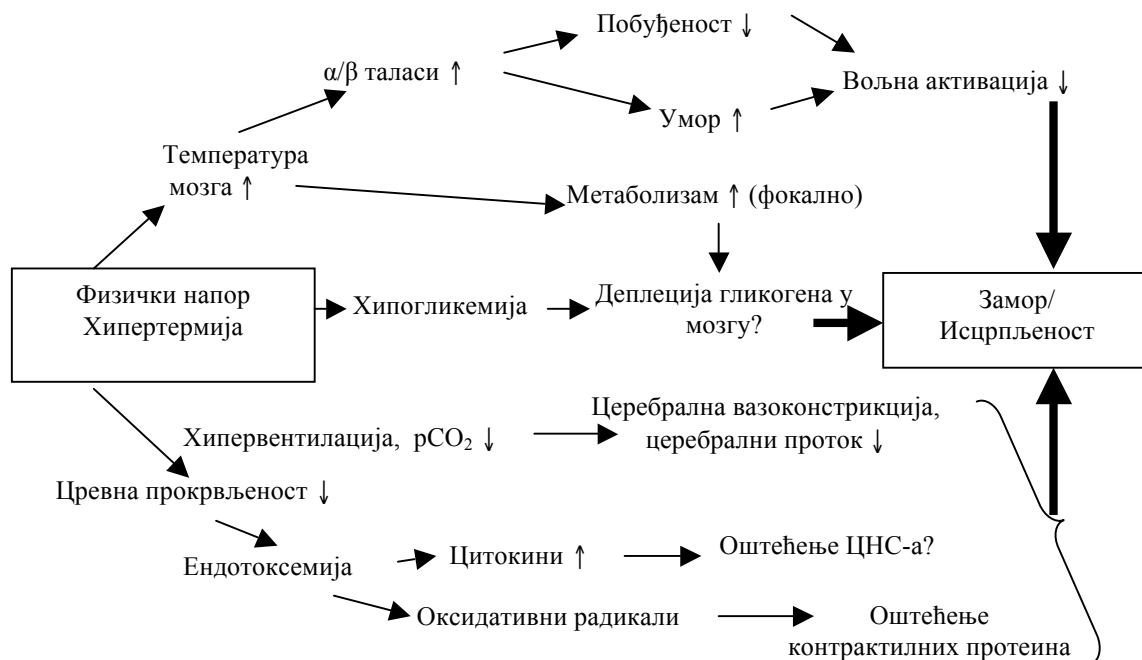 Побуђеност ↓
α/β таласи ↑
Вољна активација ↓
Умор ↑
Температура
мозга ↑
Метаболизам ↑ (фокално)
Физички напор
Хипертермија
Хипогликемија
Деплеција гликогена у
мозгу?
Замор/
Исцрпљеност
Хипервентилација, pCO₂ ↓
Церебрална вазоконстрикција,
церебрални проток ↓
Цревна прокрвљеност ↓
Ендотоксемија
Цитокини ↑
Оштећење ЦНС-а?
Оксидативни радикали
Оштећење
контрактилних протеина